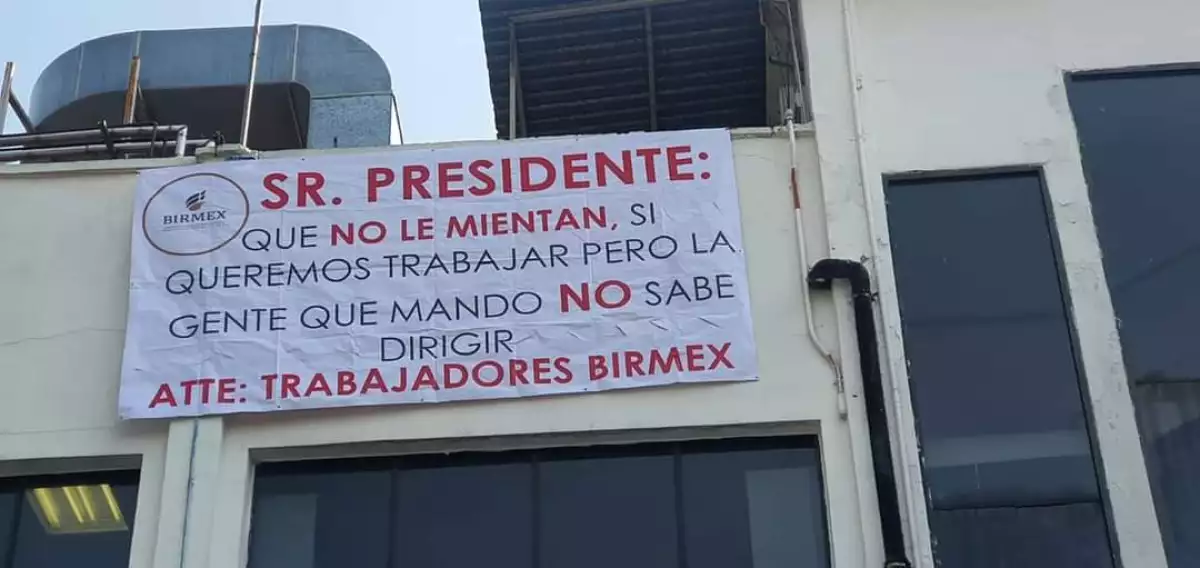 SR. PRESIDENTE:
BIRMEX
QUE NO LE MIENTAN, SI
QUEREMOS TRABAJAR PERO LA
GENTE QUE MANDO NO SABE
DIRIGIR
ATTE: TRABAJADORES BIRMEX